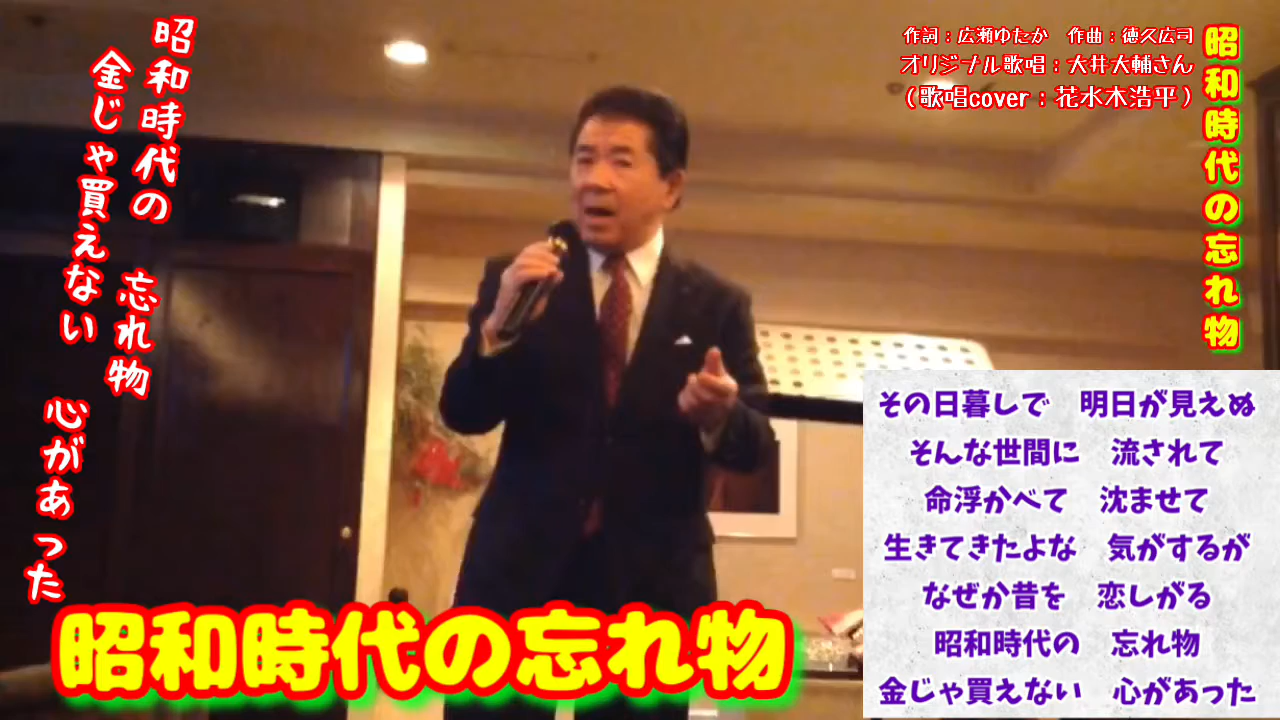 昭和時代の　忘れ物
金じゃ買えない　心があった
作詞：広瀬ゆたか　作曲：徳久広司
オリジナル歌唱：大井大輔さん
（歌唱cover：花水木浩平）
昭和時代の忘れ物
その日暮しで　明日が見えぬ
そんな世間に　流されて
命浮かべて　沈ませて
生きてきたよな　気がするが
なぜか昔を　恋しがる
昭和時代の　忘れ物
金じゃ買えない　心があった
昭和時代の忘れ物